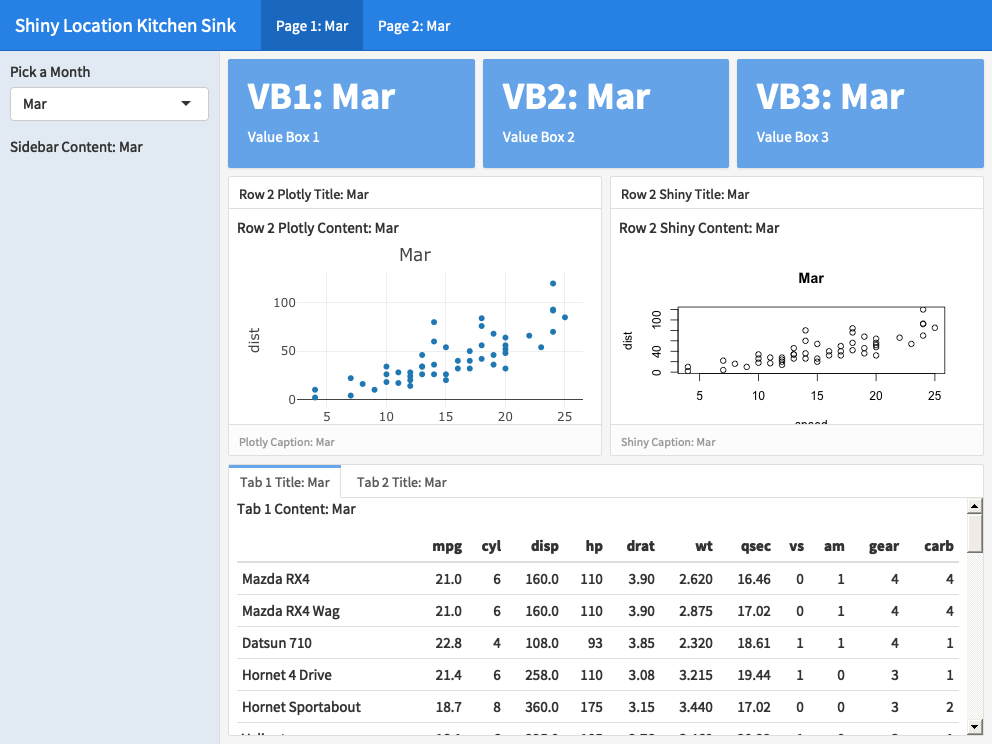 Shiny Location Kitchen Sink Page 1: Mar Page 2: Mar
Pick a Month
Mar
Sidebar Content: Mar
VB1: Mar
Value Box 1
VB2: Mar
Value Box 2
VB3: Mar
Value Box 3
Row 2 Plotly Title: Mar
Row 2 Plotly Content: Mar
Mar
dist
100
50
0
5 10 15 20 25
Plotly Caption: Mar
Row 2 Shiny Title: Mar
Row 2 Shiny Content: Mar
Mar
dist
0 40 100
5 10 15 20 25
Shiny Caption: Mar
Tab 1 Title: Mar Tab 2 Title: Mar
Tab 1 Content: Mar
mpg cyl disp hp drat wt qsec vs am gear carb
Mazda RX4 21.0 6 160.0 110 3.90 2.620 16.46 0 1 4 4
Mazda RX4 Wag 21.0 6 160.0 110 3.90 2.875 17.02 0 1 4 4
Datsun 710 22.8 4 108.0 93 3.85 2.320 18.61 1 1 4 1
Hornet 4 Drive 21.4 6 258.0 110 3.08 3.215 19.44 1 0 3 1
Hornet Sportabout 18.7 8 360.0 175 3.15 3.440 17.02 0 0 3 2